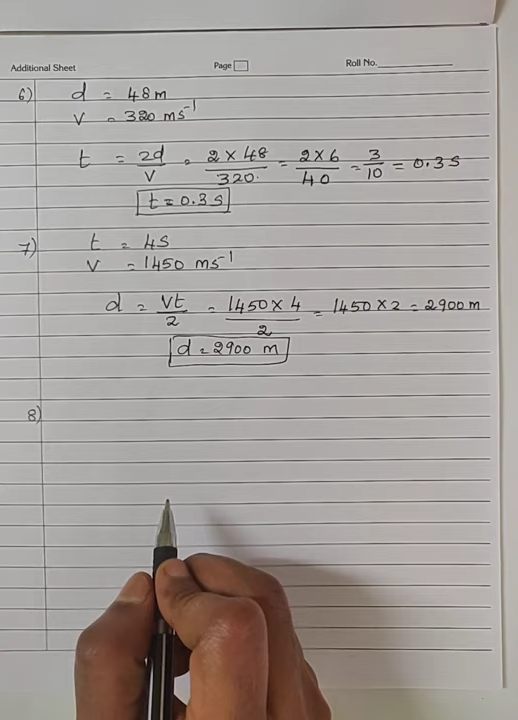 Additional Sheet Page Roll No.
6) d = 48m
v = 320 ms⁻¹
t = 2d/v = 2 × 48/320. = 2×6/40 = 3/10 = 0.3 s
t = 0.3 s
7) t = 4s
v = 1450 ms⁻¹
d = Vt/2 = 1450 × 4/2 = 1450 × 2 = 2900 m
d = 2900 m
8)